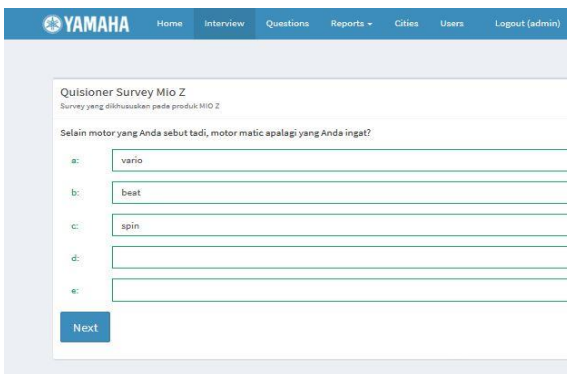 YAMAHA Home Interview Questions Reports Cities Users Logout (admin)
Quisioner Survey Mio Z
Survey yang dikhususkan pada produk MIO Z
Selain motor yang Anda sebut tadi, motor matic apalagi yang Anda ingat?
a: vario
b: beat
c: spin
d:
e:
Next